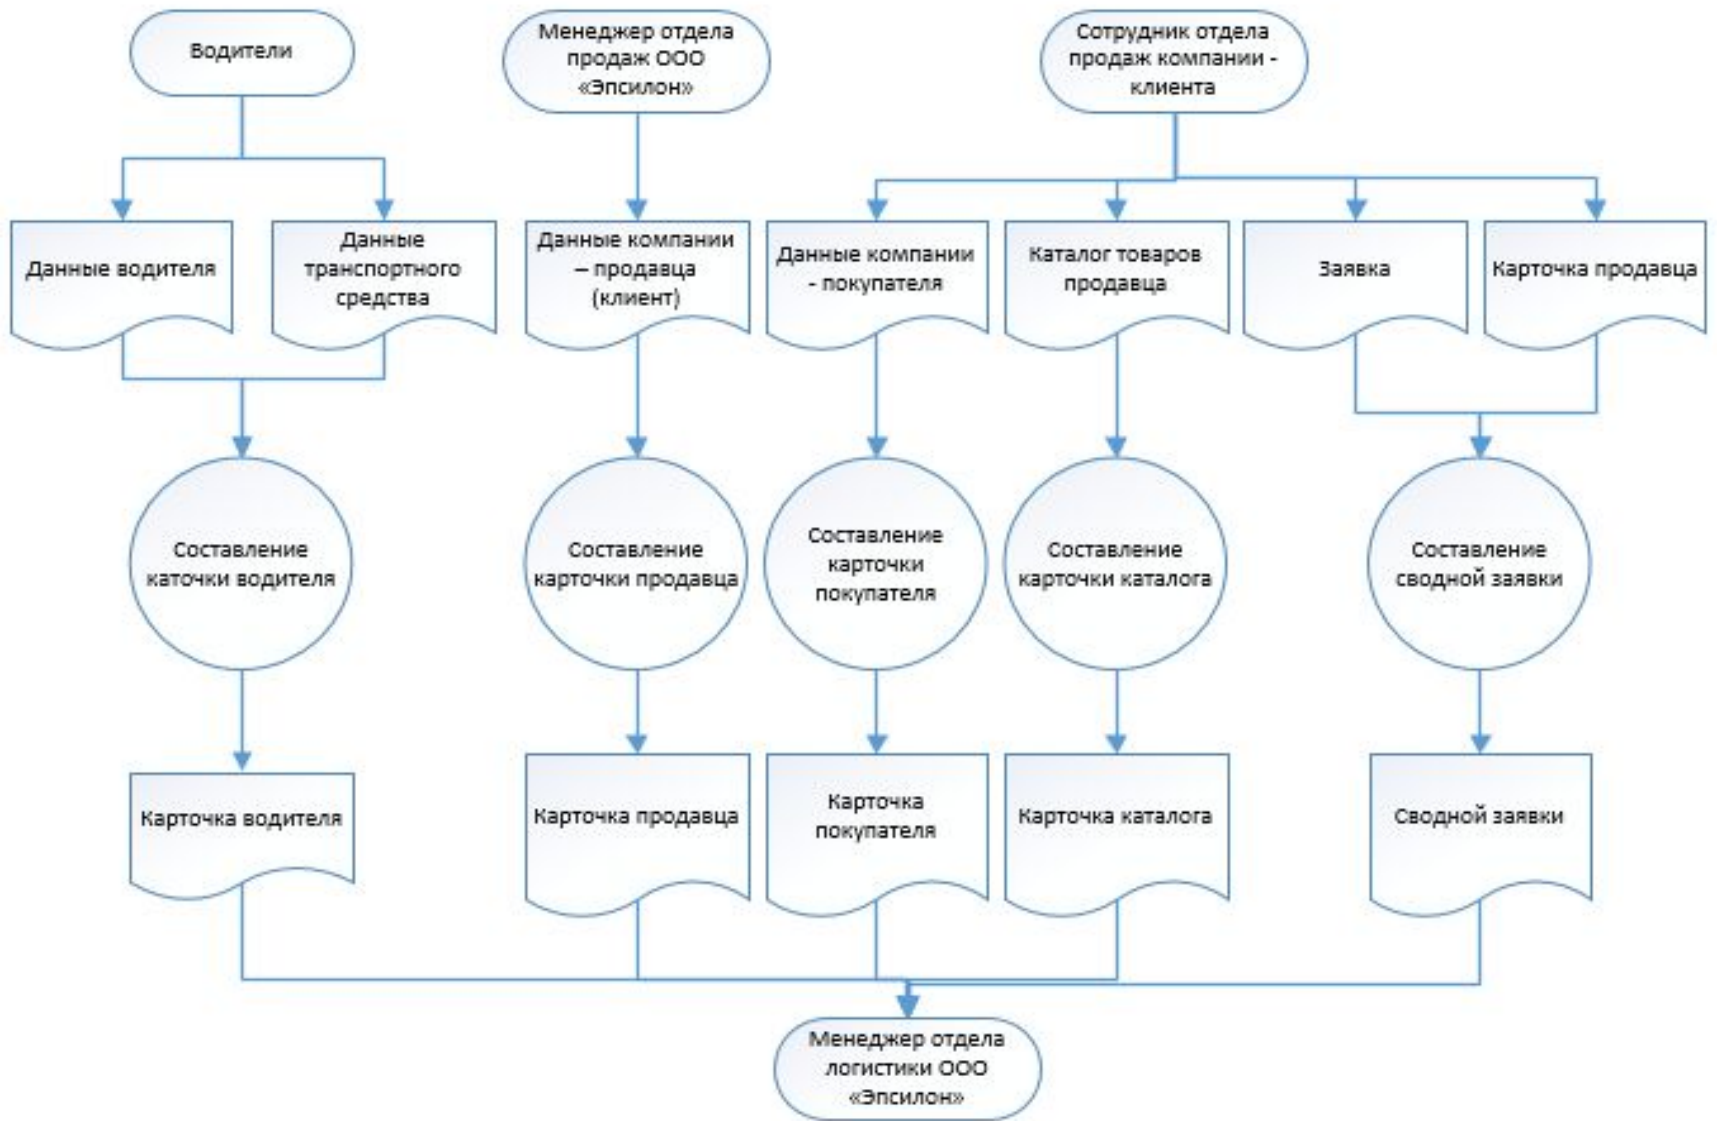 Водители
Менеджер отдела
продаж ООО
«Эпсилон»
Сотрудник отдела
продаж компании -
клиента
Данные водителя
Данные
транспортного
средства
Данные компании
– продавца
(клиент)
Данные компании
- покупателя
Каталог товаров
продавца
Заявка
Карточка продавца
Составление
каточки водителя
Составление
карточки продавца
Составление
карточки
покупателя
Составление
карточки каталога
Составление
сводной заявки
Карточка водителя
Карточка продавца
Карточка
покупателя
Карточка каталога
Сводной заявки
Менеджер отдела
логистики ООО
«Эпсилон»